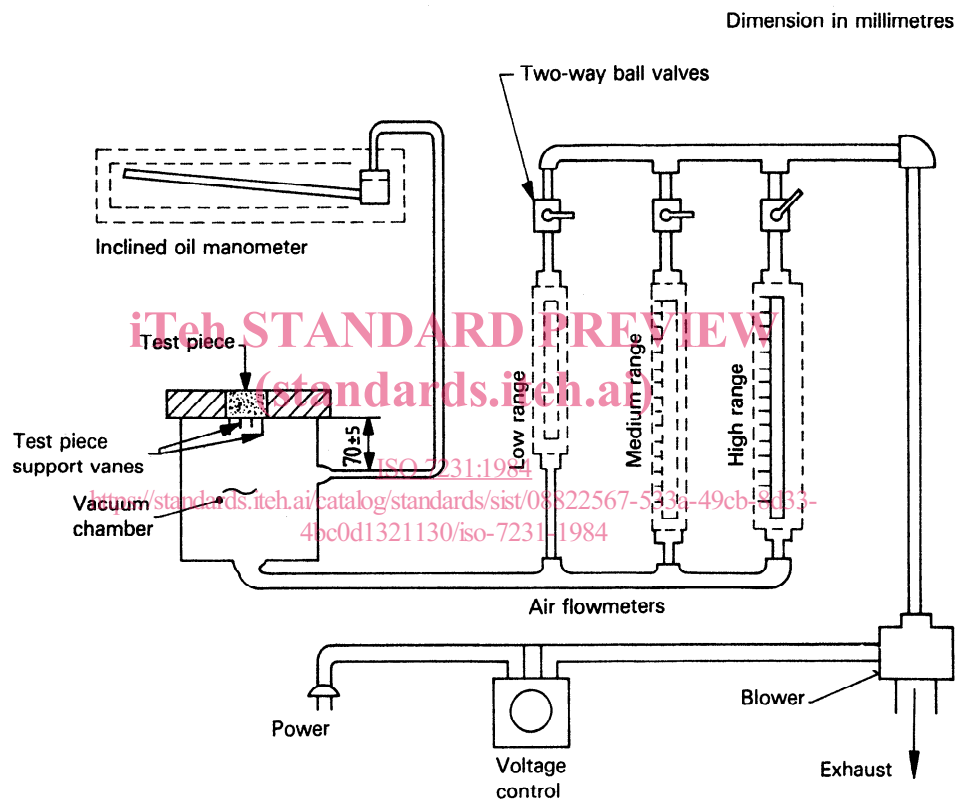 Dimension in millimetres
Two-way ball valves
Inclined oil manometer
iTeh STANDARD PREVIEW
Test piece
(standards.iteh.ai)
Low range
Medium range
High range
70±5
Test piece
support vanes
ISO 7231:1984
https://standards.iteh.ai/catalog/standards/sist/08822567-533a-49cb-8d33-
4bc0d1321130/iso-7231-1984
Vacuum
chamber
Air flowmeters
Blower
Power
Voltage
control
Exhaust